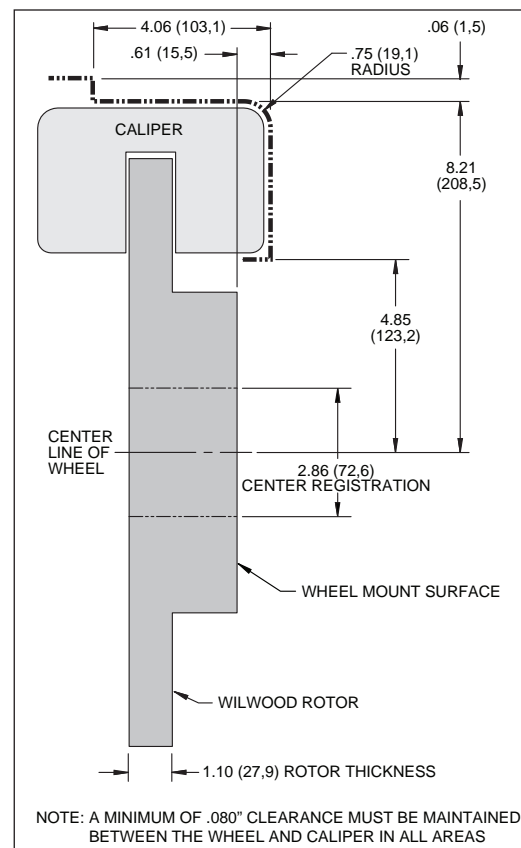 4.06 (103,1)
.06 (1,5)
.61 (15,5)
.75 (19,1)
RADIUS
CALIPER
8.21
(208,5)
4.85
(123,2)
CENTER
LINE OF
WHEEL
2.86 (72,6)
CENTER REGISTRATION
WHEEL MOUNT SURFACE
WILWOOD ROTOR
1.10 (27,9) ROTOR THICKNESS
NOTE: A MINIMUM OF .080” CLEARANCE MUST BE MAINTAINED
BETWEEN THE WHEEL AND CALIPER IN ALL AREAS